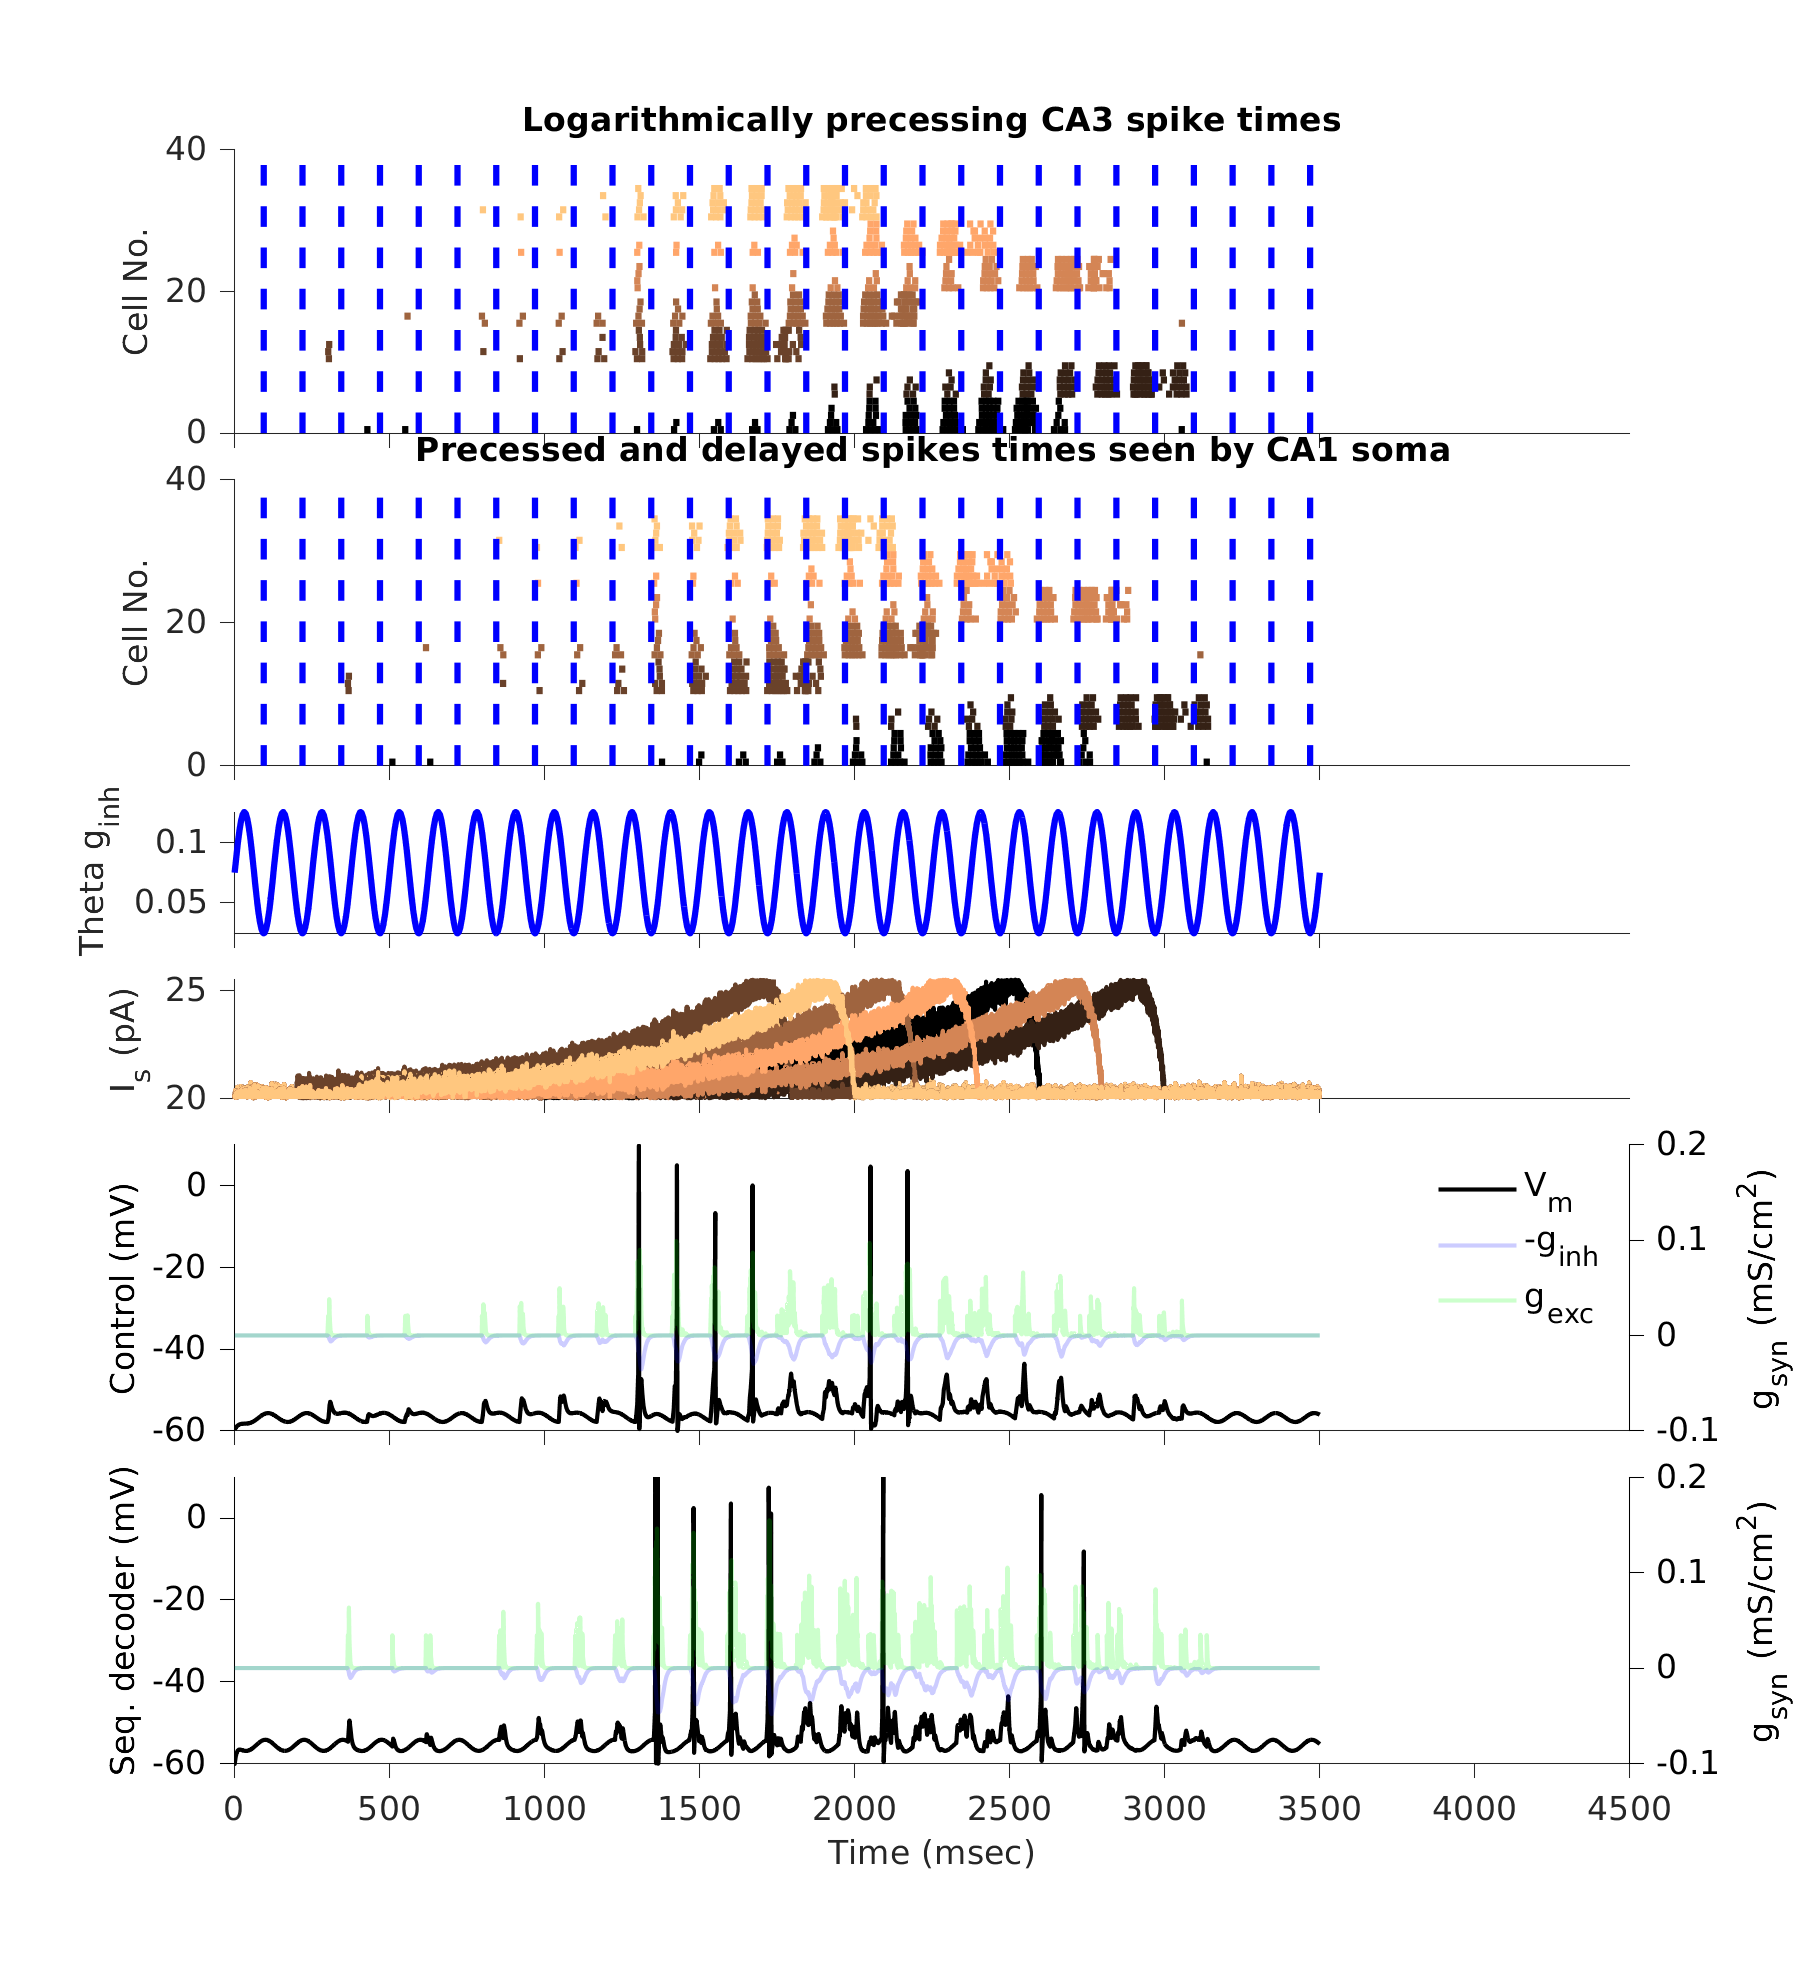 Logarithmically precessing CA3 spike times
40
20
0
Cell No.
Precessed and delayed spikes times seen by CA1 soma
40
20
0
Cell No.
0.1
0.05
Theta g_inh
25
20
I_s (pA)
0
-20
-40
-60
Control (mV)
V_m
-g_inh
g_exc
0.2
0.1
0
-0.1
g_syn (mS/cm^2)
0
-20
-40
-60
Seq. decoder (mV)
0.2
0.1
0
-0.1
g_syn (mS/cm^2)
0 500 1000 1500 2000 2500 3000 3500 4000 4500
Time (msec)